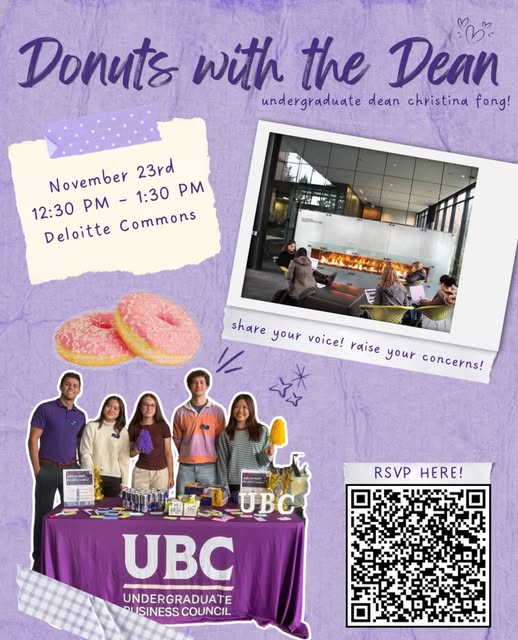 Donuts with the Dean
undergraduate dean christina fong!
November 23rd
12:30 PM - 1:30 PM
Deloitte Commons
share your voice! raise your concerns!
RSVP HERE!
UBC
UBC
UNDERGRADUATE
BUSINESS COUNCIL